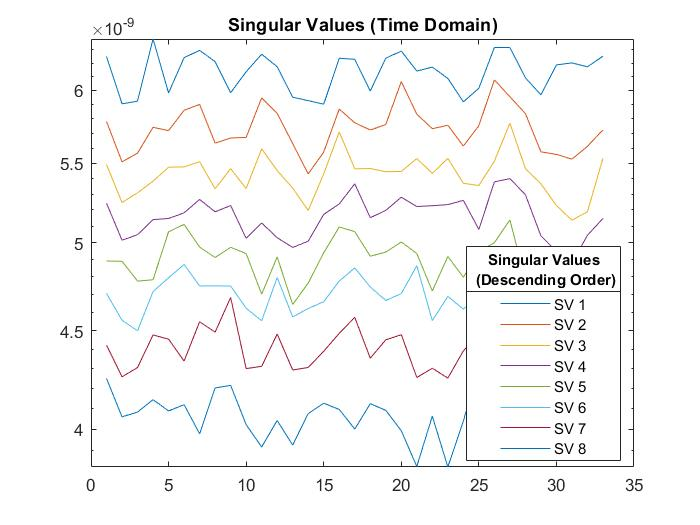 ×10⁻⁹
Singular Values (Time Domain)
6
5.5
5
4.5
4
0 5 10 15 20 25 30 35
Singular Values
(Descending Order)
SV 1
SV 2
SV 3
SV 4
SV 5
SV 6
SV 7
SV 8